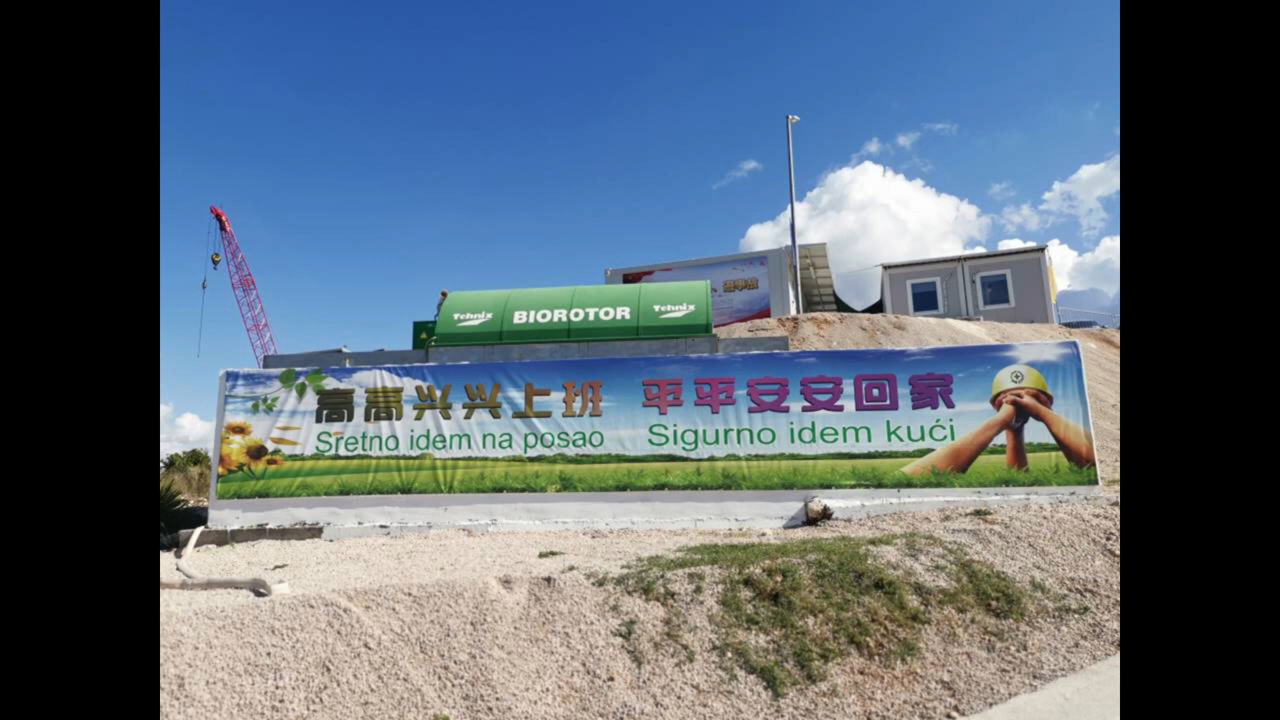 Tehnix BIOROTOR Tehnix
高高兴兴上班 平平安安回家
Sretno idem na posao Sigurno idem kući